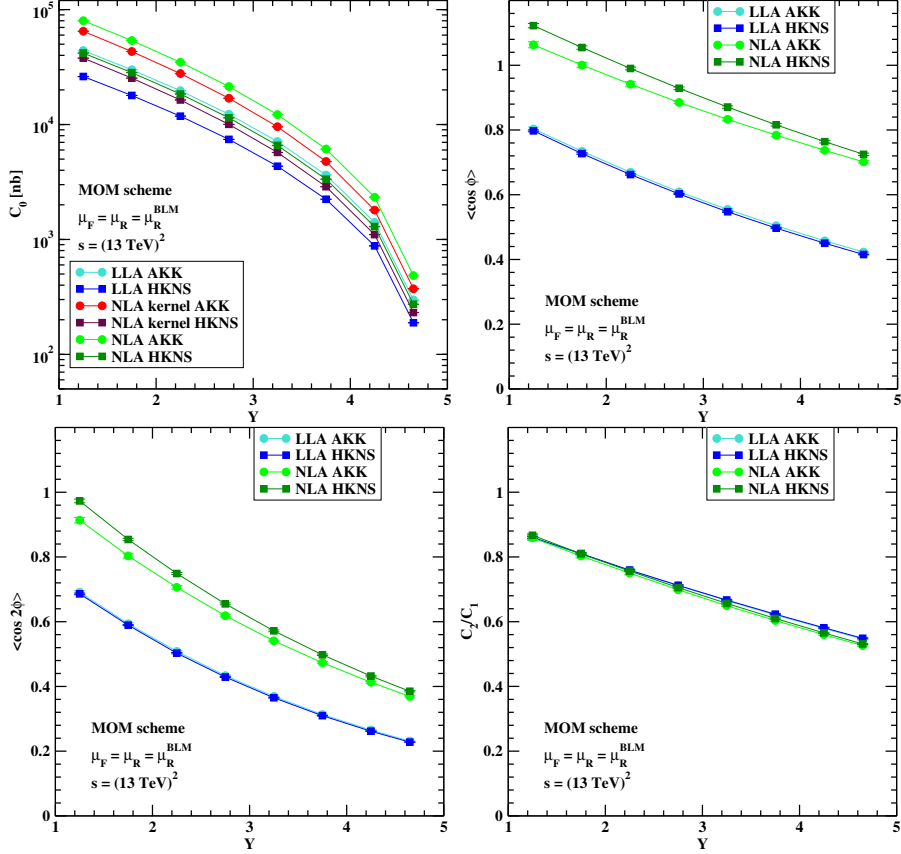 10^5
10^4
10^3
10^2
C_0 [nb]
MOM scheme
μ_F = μ_R = μ_R^BLM
s = (13 TeV)^2
LLA AKK
LLA HKNS
NLA kernel AKK
NLA kernel HKNS
NLA AKK
NLA HKNS
1 2 3 4 5
Y
LLA AKK
LLA HKNS
NLA AKK
NLA HKNS
1
0.8
0.6
0.4
0.2
0
<cos ϕ>
MOM scheme
μ_F = μ_R = μ_R^BLM
s = (13 TeV)^2
1 2 3 4 5
Y
LLA AKK
LLA HKNS
NLA AKK
NLA HKNS
1
0.8
0.6
0.4
0.2
0
<cos 2ϕ>
MOM scheme
μ_F = μ_R = μ_R^BLM
s = (13 TeV)^2
1 2 3 4 5
Y
LLA AKK
LLA HKNS
NLA AKK
NLA HKNS
1
0.8
0.6
0.4
0.2
0
C_2/C_1
MOM scheme
μ_F = μ_R = μ_R^BLM
s = (13 TeV)^2
1 2 3 4 5
Y